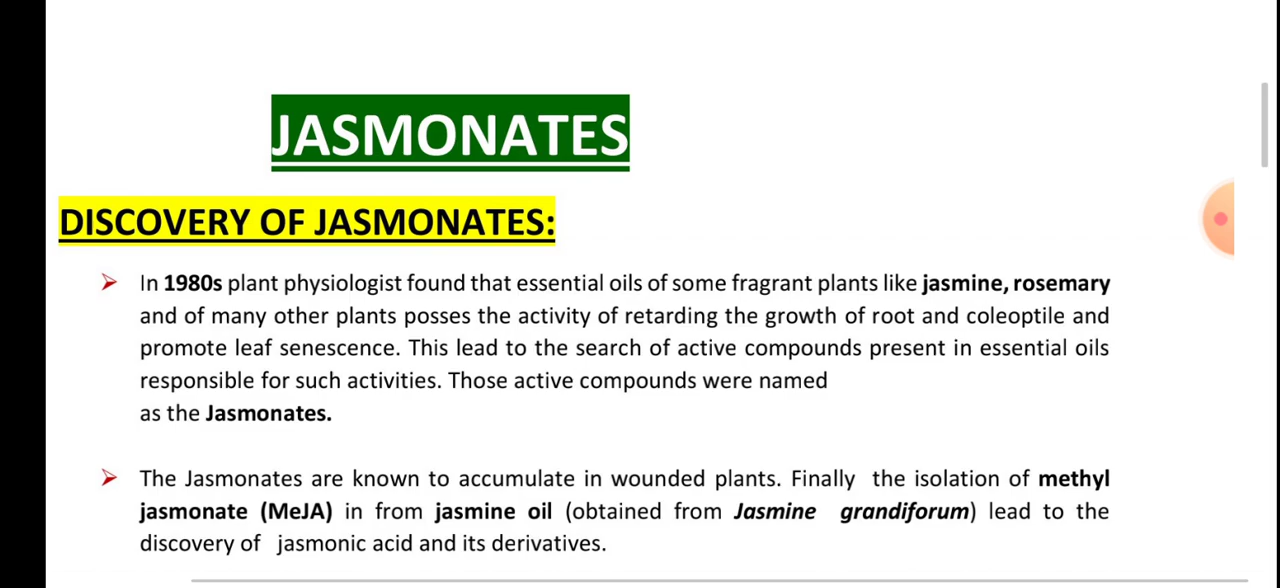 JASMONATES
DISCOVERY OF JASMONATES:
In 1980s plant physiologist found that essential oils of some fragrant plants like jasmine, rosemary
and of many other plants posses the activity of retarding the growth of root and coleoptile and
promote leaf senescence. This lead to the search of active compounds present in essential oils
responsible for such activities. Those active compounds were named
as the Jasmonates.
The Jasmonates are known to accumulate in wounded plants. Finally the isolation of methyl
jasmonate (MeJA) in from jasmine oil (obtained from Jasmine grandiforum) lead to the
discovery of jasmonic acid and its derivatives.